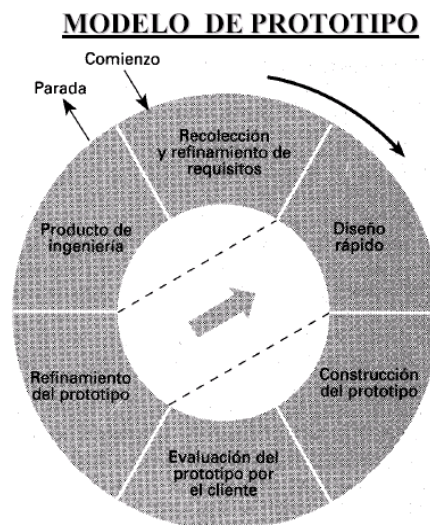 MODELO DE PROTOTIPO
Comienzo
Parada
Recolección
y refinamiento de
requisitos
Diseño
rápido
Construcción
del prototipo
Evaluación del
prototipo por
el cliente
Refinamiento
del prototipo
Producto de
ingeniería